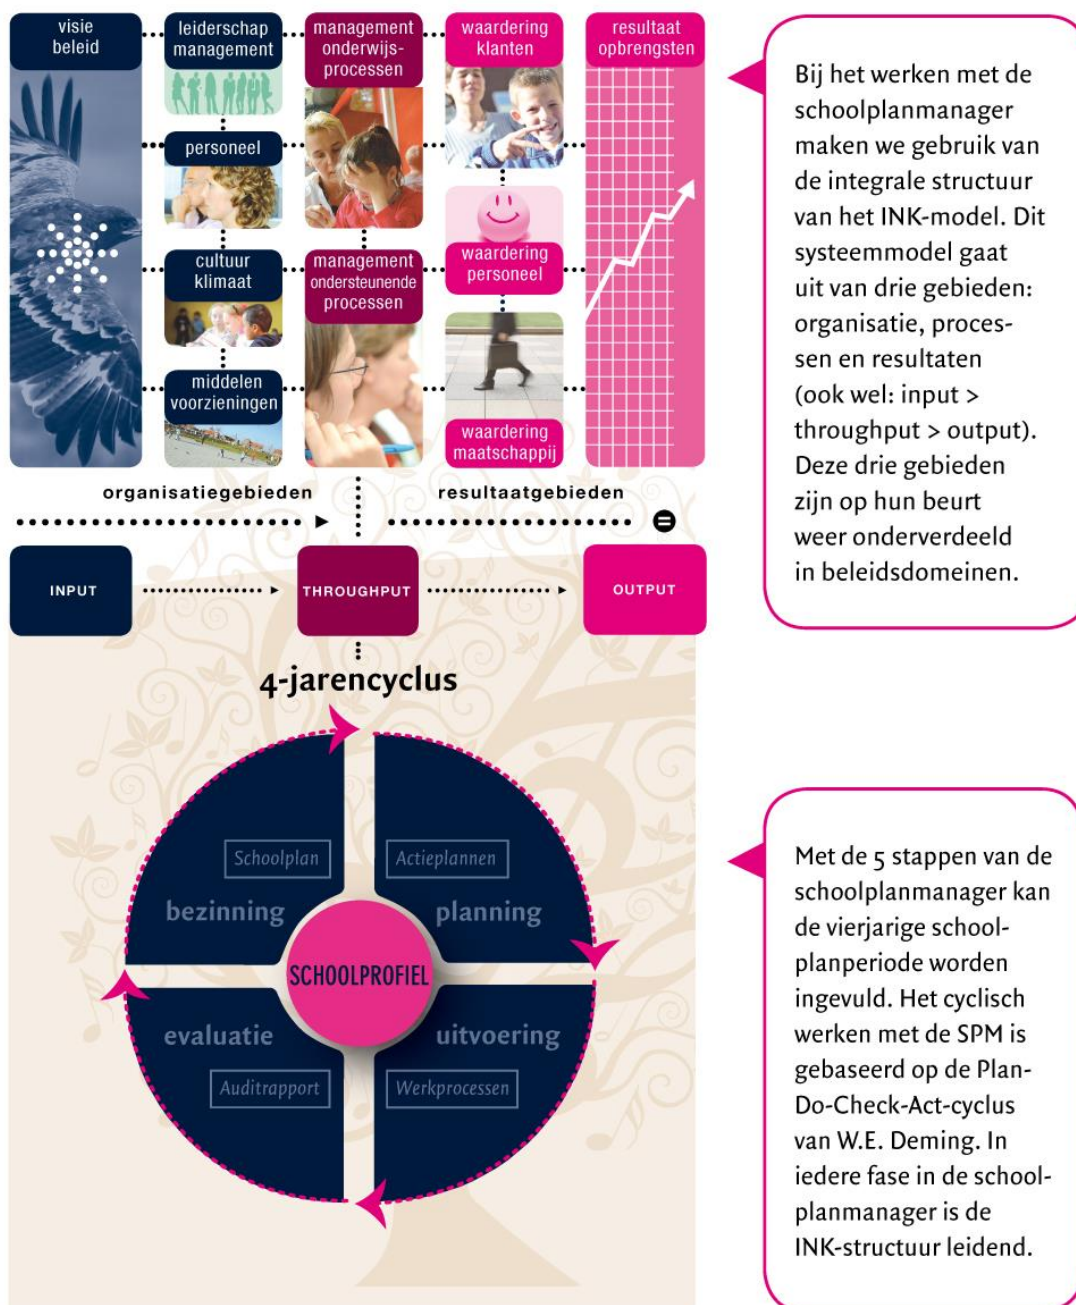 visie
beleid
leiderschap
management
personeel
cultuur
klimaat
middelen
voorzieningen
management
onderwijs-
processen
management
ondersteunende
processen
waardering
klanten
waardering
personeel
waardering
maatschappij
resultaat
opbrengsten
organisatiegebieden
resultaatgebieden
=
INPUT
THROUGHPUT
OUTPUT
4-jarencyclus
Schoolplan
bezinning
Actieplannen
planning
SCHOOLPROFIEL
evaluatie
Auditrapport
uitvoering
Werkprocessen
Bij het werken met de
schoolplanmanager
maken we gebruik van
de integrale structuur
van het INK-model. Dit
systeemmodel gaat
uit van drie gebieden:
organisatie, proces-
sen en resultaten
(ook wel: input >
throughput > output).
Deze drie gebieden
zijn op hun beurt
weer onderverdeeld
in beleidsdomeinen.
Met de 5 stappen van de
schoolplanmanager kan
de vierjarige school-
planperiode worden
ingevuld. Het cyclisch
werken met de SPM is
gebaseerd op de Plan-
Do-Check-Act-cyclus
van W.E. Deming. In
iedere fase in de school-
planmanager is de
INK-structuur leidend.